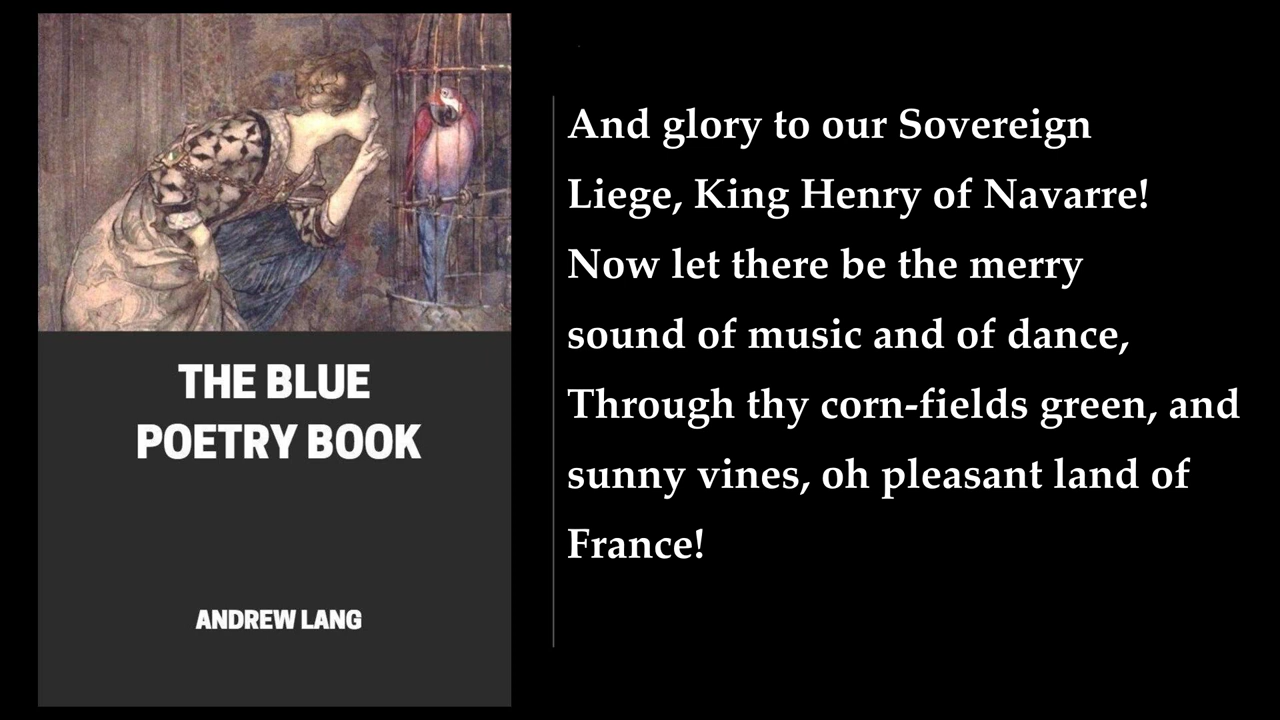 THE BLUE
POETRY BOOK
ANDREW LANG
And glory to our Sovereign
Liege, King Henry of Navarre!
Now let there be the merry
sound of music and of dance,
Through thy corn-fields green, and
sunny vines, oh pleasant land of
France!